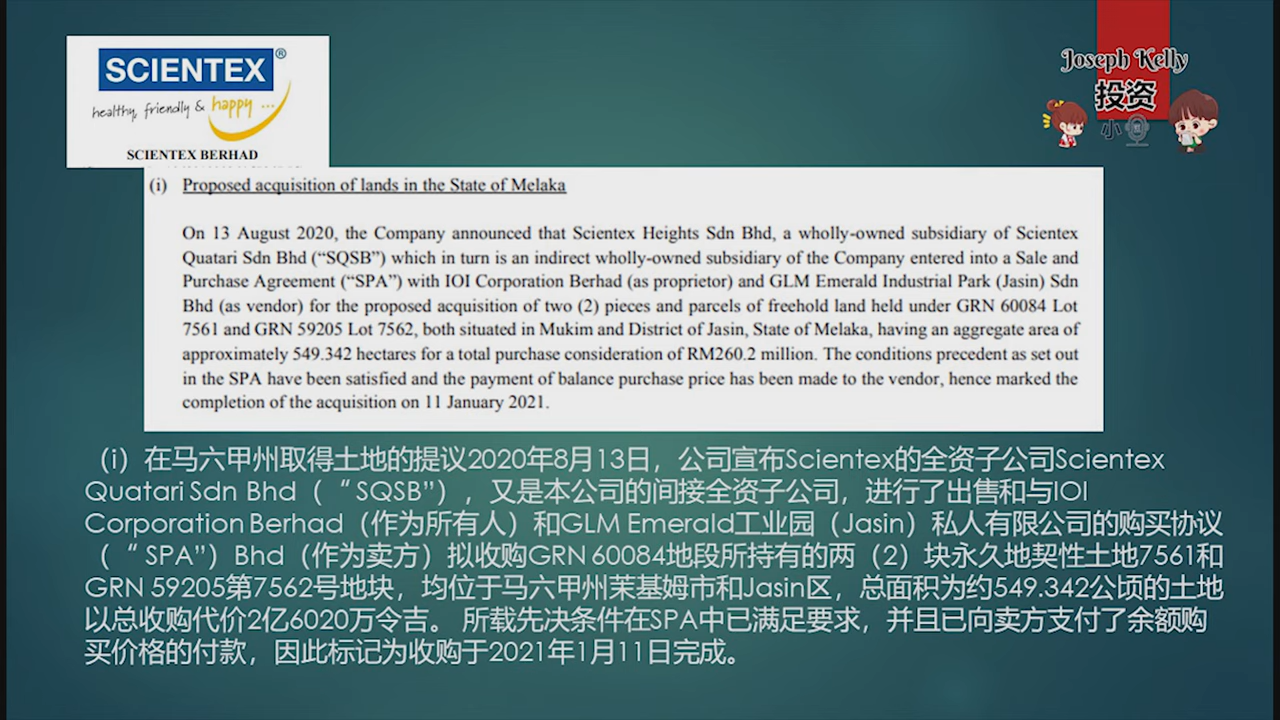 SCIENTEX®
healthy, friendly & happy ...
SCIENTEX BERHAD
Joseph Kelly
投资
小
(i) Proposed acquisition of lands in the State of Melaka
On 13 August 2020, the Company announced that Scientex Heights Sdn Bhd, a wholly-owned subsidiary of Scientex
Quatari Sdn Bhd (“SQSB”) which in turn is an indirect wholly-owned subsidiary of the Company entered into a Sale and
Purchase Agreement (“SPA”) with IOI Corporation Berhad (as proprietor) and GLM Emerald Industrial Park (Jasin) Sdn
Bhd (as vendor) for the proposed acquisition of two (2) pieces and parcels of freehold land held under GRN 60084 Lot
7561 and GRN 59205 Lot 7562, both situated in Mukim and District of Jasin, State of Melaka, having an aggregate area of
approximately 549.342 hectares for a total purchase consideration of RM260.2 million. The conditions precedent as set out
in the SPA have been satisfied and the payment of balance purchase price has been made to the vendor, hence marked the
completion of the acquisition on 11 January 2021.
（i）在马六甲州取得土地的提议2020年8月13日，公司宣布Scientex的全资子公司Scientex
Quatari Sdn Bhd（“SQSB”），又是本公司的间接全资子公司，进行了出售和与IOI
Corporation Berhad（作为所有人）和GLM Emerald工业园（Jasin）私人有限公司的购买协议
（“SPA”）Bhd（作为卖方）拟收购GRN 60084地段所持有的两（2）块永久地契性土地7561和
GRN 59205第7562号地块，均位于马六甲州茉基姆市和Jasin区，总面积为约549.342公顷的土地
以总收购代价2亿6020万令吉。 所载先决条件在SPA中已满足要求，并且已向卖方支付了余额购
买价格的付款，因此标记为收购于2021年1月11日完成。